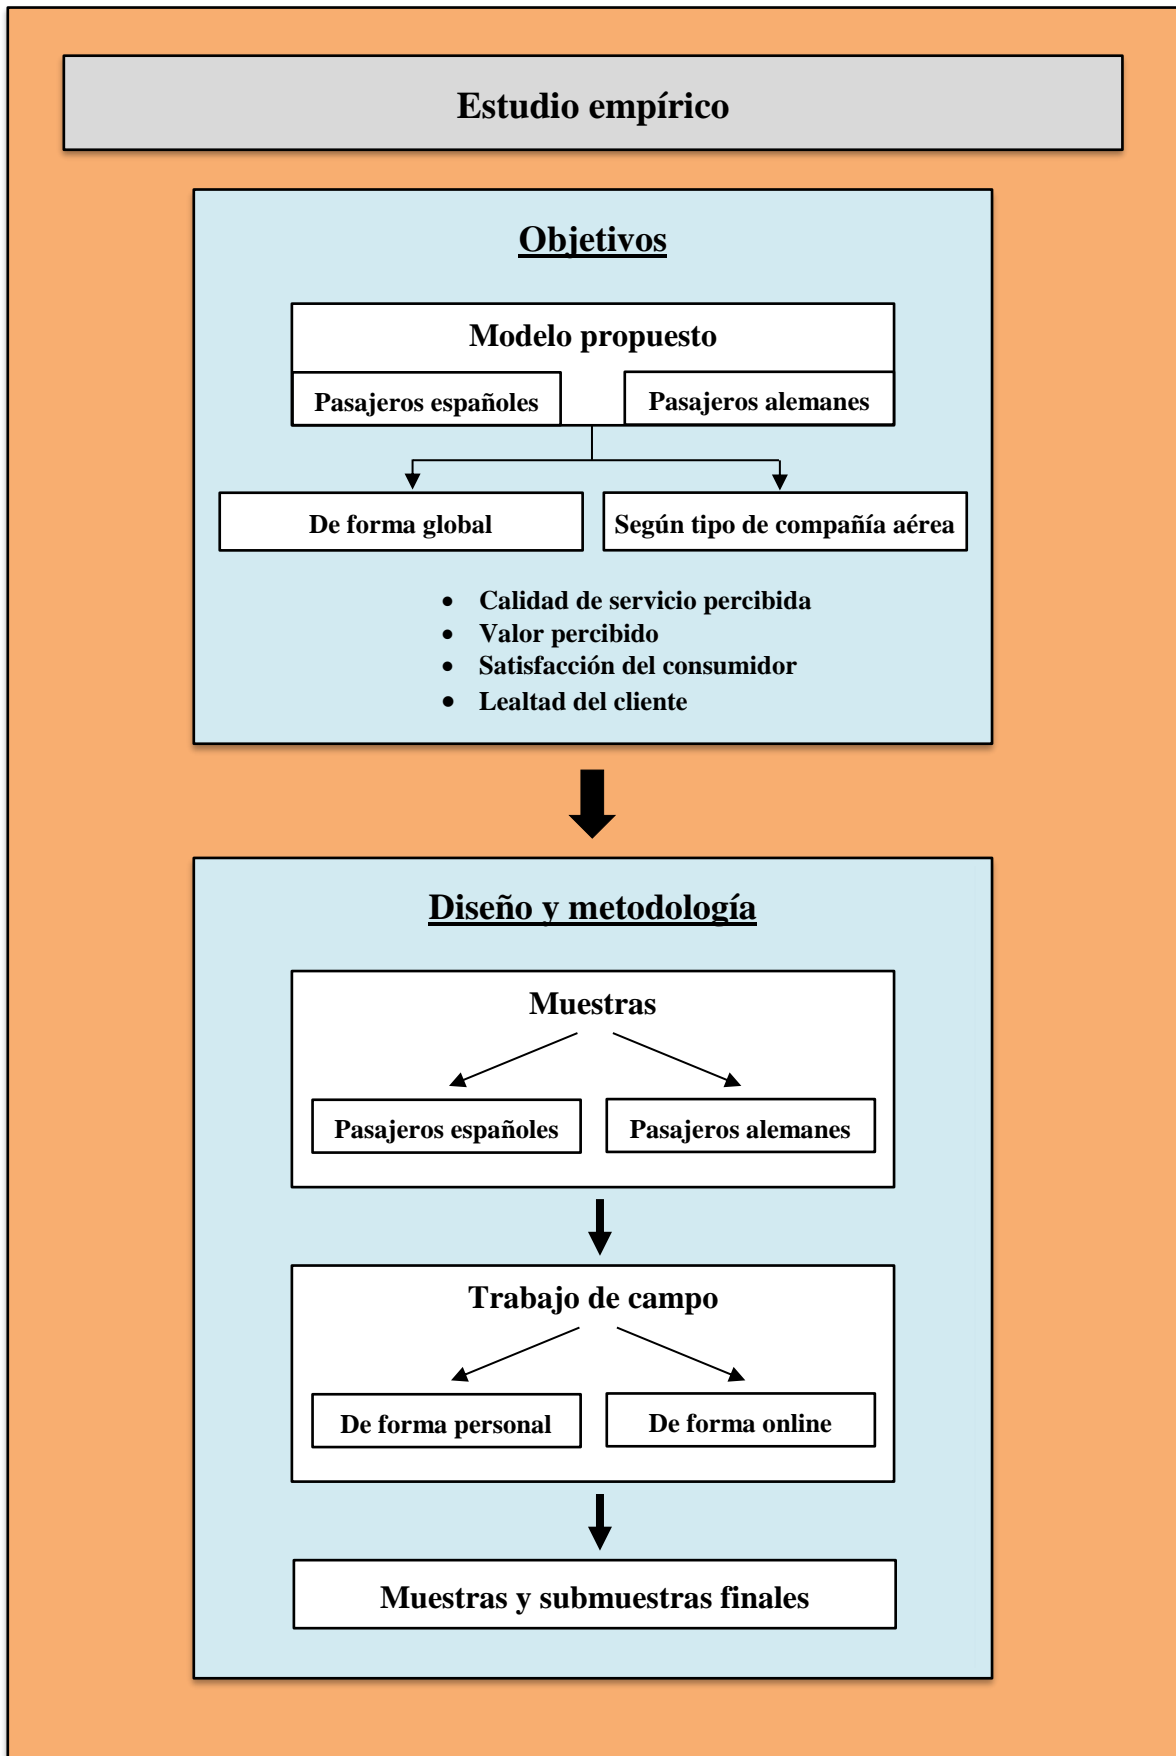 Estudio empírico
Objetivos
Modelo propuesto
Pasajeros españoles
Pasajeros alemanes
De forma global
Según tipo de compañía aérea
• Calidad de servicio percibida
• Valor percibido
• Satisfacción del consumidor
• Lealtad del cliente
Diseño y metodología
Muestras
Pasajeros españoles
Pasajeros alemanes
Trabajo de campo
De forma personal
De forma online
Muestras y submuestras finales